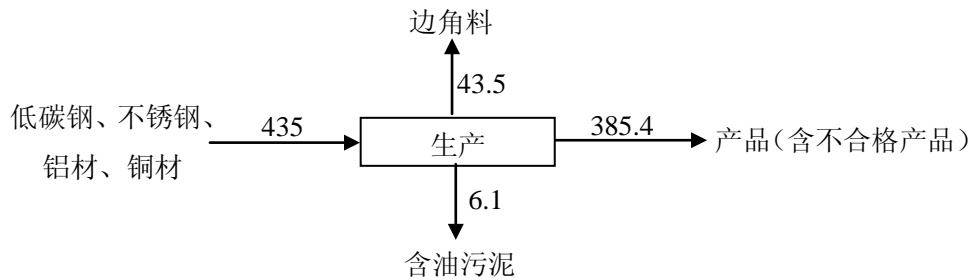 边角料
43.5
低碳钢、不锈钢、
铝材、铜材
435
生产
385.4
产品（含不合格产品）
6.1
含油污泥